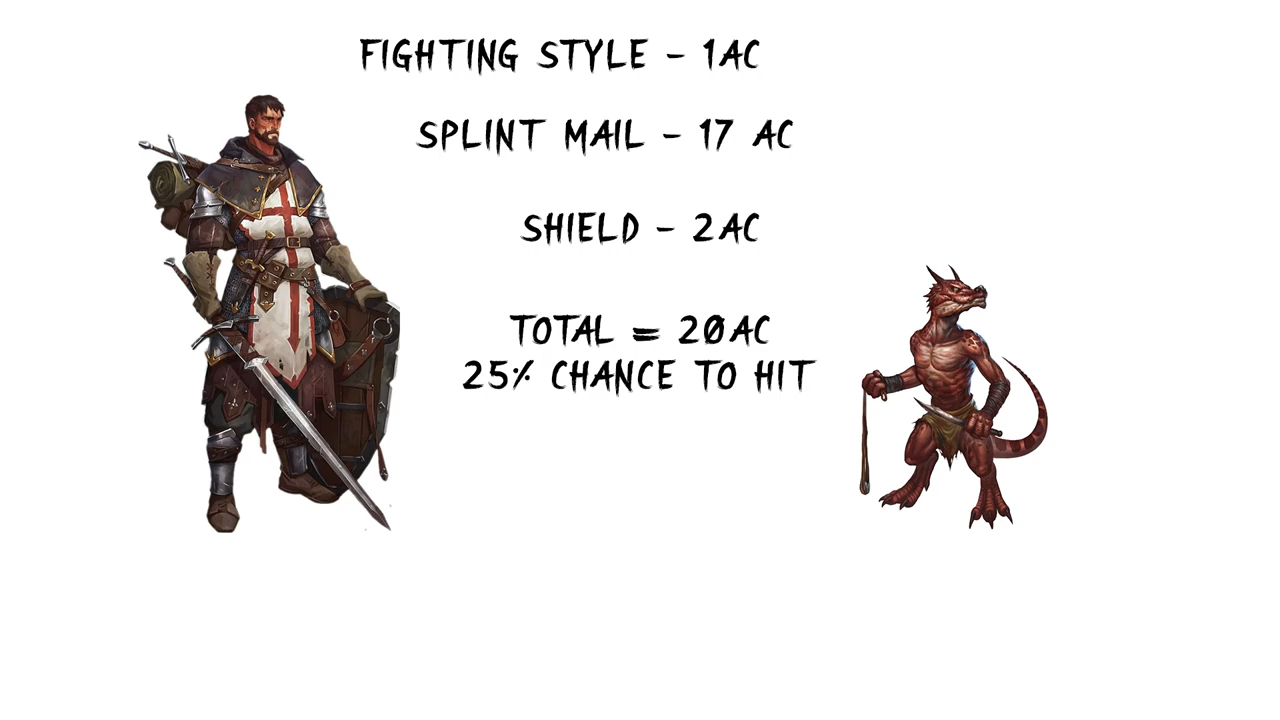 FIGHTING STYLE - 1AC
SPLINT MAIL - 17 AC
SHIELD - 2AC
TOTAL = 20AC
25% CHANCE TO HIT